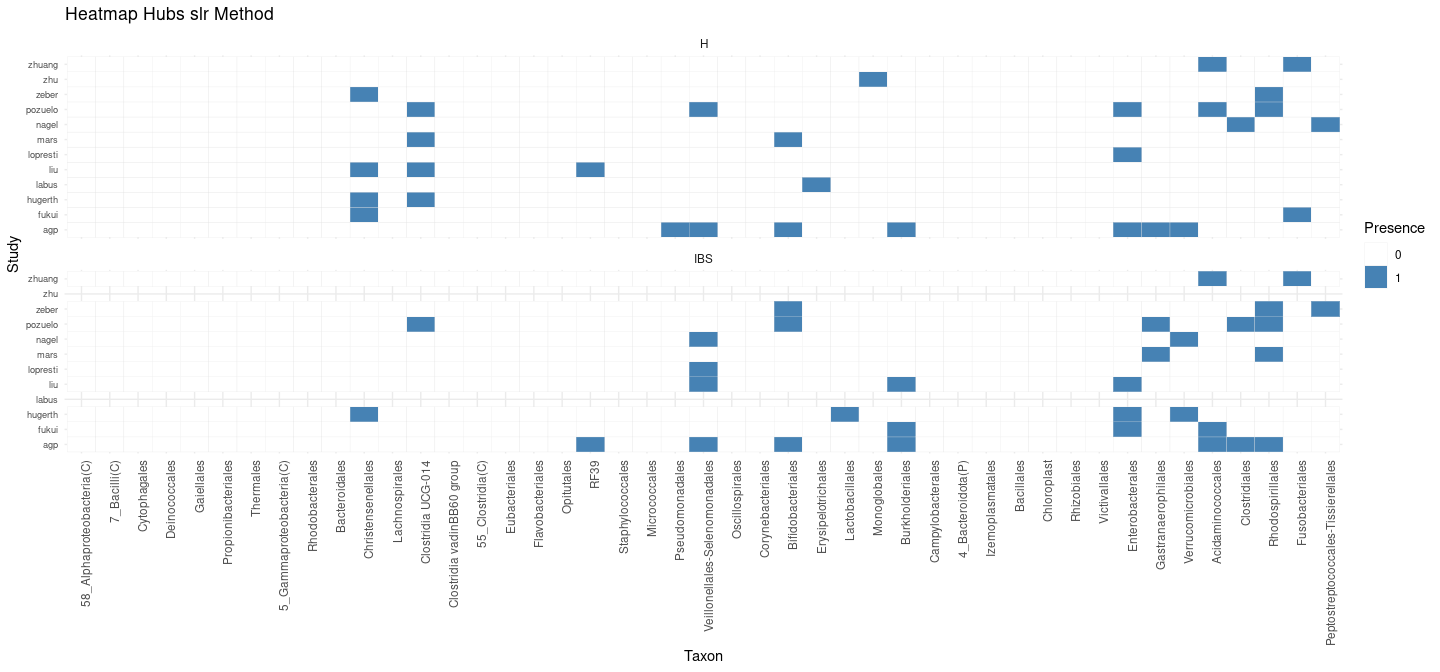 Heatmap Hubs slr Method
H
zhuang
zhu
zeber
pozuelo
nagel
mars
lopresti
liu
labus
hugerth
fukui
agp
IBS
zhuang
zhu
zeber
pozuelo
nagel
mars
lopresti
liu
labus
hugerth
fukui
agp
Study
58_Alphaproteobacteria(C)
7_Bacilli(C)
Cytophagales
Deinococcales
Gaiellales
Propionibacteriales
Thermales
5_Gammaproteobacteria(C)
Rhodobacterales
Bacteroidales
Christensenellales
Lachnospirales
Clostridia UCG-014
Clostridia vadinBB60 group
55_Clostridia(C)
Eubacteriales
Flavobacteriales
Opitutales
RF39
Staphylococcales
Micrococcales
Pseudomonadales
Veillonellales-Selenomonadales
Oscillospirales
Corynebacteriales
Bifidobacteriales
Erysipelotrichales
Lactobacillales
Monoglobales
Burkholderiales
Campylobacterales
4_Bacteroidota(P)
Izemoplasmatales
Bacillales
Chloroplast
Rhizobiales
Victivallales
Enterobacterales
Gastranaerophilales
Verrucomicrobiales
Acidaminococcales
Clostridiales
Rhodospirillales
Fusobacteriales
Peptostreptococcales-Tissierellales
Taxon
Presence
0
1